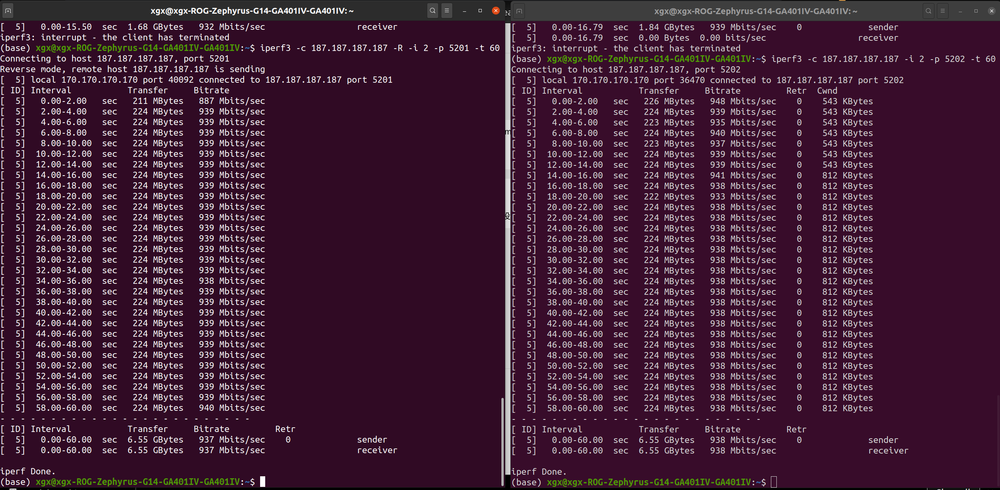 xgx@xgx-ROG-Zephyrus-G14-GA401IV-GA401IV: ~
[  5]   0.00-15.50  sec  1.68 GBytes   932 Mbits/sec                  receiver
iperf3: interrupt - the client has terminated
(base) xgx@xgx-ROG-Zephyrus-G14-GA401IV-GA401IV:~$ iperf3 -c 187.187.187.187 -R -i 2 -p 5201 -t 60
Connecting to host 187.187.187.187, port 5201
Reverse mode, remote host 187.187.187.187 is sending
[  5] local 170.170.170.170 port 40092 connected to 187.187.187.187 port 5201
[ ID] Interval           Transfer     Bitrate
[  5]   0.00-2.00   sec   211 MBytes   887 Mbits/sec
[  5]   2.00-4.00   sec   224 MBytes   939 Mbits/sec
[  5]   4.00-6.00   sec   224 MBytes   939 Mbits/sec
[  5]   6.00-8.00   sec   224 MBytes   939 Mbits/sec
[  5]   8.00-10.00  sec   224 MBytes   939 Mbits/sec
[  5]  10.00-12.00  sec   224 MBytes   939 Mbits/sec
[  5]  12.00-14.00  sec   224 MBytes   939 Mbits/sec
[  5]  14.00-16.00  sec   224 MBytes   939 Mbits/sec
[  5]  16.00-18.00  sec   224 MBytes   939 Mbits/sec
[  5]  18.00-20.00  sec   224 MBytes   939 Mbits/sec
[  5]  20.00-22.00  sec   224 MBytes   939 Mbits/sec
[  5]  22.00-24.00  sec   224 MBytes   939 Mbits/sec
[  5]  24.00-26.00  sec   224 MBytes   939 Mbits/sec
[  5]  26.00-28.00  sec   224 MBytes   939 Mbits/sec
[  5]  28.00-30.00  sec   224 MBytes   939 Mbits/sec
[  5]  30.00-32.00  sec   224 MBytes   939 Mbits/sec
[  5]  32.00-34.00  sec   224 MBytes   939 Mbits/sec
[  5]  34.00-36.00  sec   224 MBytes   938 Mbits/sec
[  5]  36.00-38.00  sec   224 MBytes   939 Mbits/sec
[  5]  38.00-40.00  sec   224 MBytes   939 Mbits/sec
[  5]  40.00-42.00  sec   224 MBytes   939 Mbits/sec
[  5]  42.00-44.00  sec   224 MBytes   939 Mbits/sec
[  5]  44.00-46.00  sec   224 MBytes   939 Mbits/sec
[  5]  46.00-48.00  sec   224 MBytes   939 Mbits/sec
[  5]  48.00-50.00  sec   224 MBytes   939 Mbits/sec
[  5]  50.00-52.00  sec   224 MBytes   939 Mbits/sec
[  5]  52.00-54.00  sec   224 MBytes   939 Mbits/sec
[  5]  54.00-56.00  sec   224 MBytes   939 Mbits/sec
[  5]  56.00-58.00  sec   224 MBytes   939 Mbits/sec
[  5]  58.00-60.00  sec   224 MBytes   940 Mbits/sec
- - - - - - - - - - - - - - - - - - - - - - - - -
[ ID] Interval           Transfer     Bitrate         Retr
[  5]   0.00-60.00  sec  6.55 GBytes   937 Mbits/sec    0             sender
[  5]   0.00-60.00  sec  6.55 GBytes   937 Mbits/sec                  receiver
iperf Done.
(base) xgx@xgx-ROG-Zephyrus-G14-GA401IV-GA401IV:~$
xgx@xgx-ROG-Zephyrus-G14-GA401IV-GA401IV: ~
[  5]   0.00-16.79  sec  1.84 GBytes   939 Mbits/sec    0             sender
[  5]   0.00-16.79  sec  0.00 Bytes  0.00 bits/sec                  receiver
iperf3: interrupt - the client has terminated
(base) xgx@xgx-ROG-Zephyrus-G14-GA401IV-GA401IV:~$ iperf3 -c 187.187.187.187 -i 2 -p 5202 -t 60
Connecting to host 187.187.187.187, port 5202
[  5] local 170.170.170.170 port 36470 connected to 187.187.187.187 port 5202
[ ID] Interval           Transfer     Bitrate         Retr  Cwnd
[  5]   0.00-2.00   sec   226 MBytes   948 Mbits/sec    0    543 KBytes
[  5]   2.00-4.00   sec   224 MBytes   939 Mbits/sec    0    543 KBytes
[  5]   4.00-6.00   sec   223 MBytes   935 Mbits/sec    0    543 KBytes
[  5]   6.00-8.00   sec   224 MBytes   940 Mbits/sec    0    543 KBytes
[  5]   8.00-10.00  sec   223 MBytes   937 Mbits/sec    0    543 KBytes
[  5]  10.00-12.00  sec   224 MBytes   939 Mbits/sec    0    543 KBytes
[  5]  12.00-14.00  sec   224 MBytes   939 Mbits/sec    0    543 KBytes
[  5]  14.00-16.00  sec   224 MBytes   941 Mbits/sec    0    812 KBytes
[  5]  16.00-18.00  sec   224 MBytes   938 Mbits/sec    0    812 KBytes
[  5]  18.00-20.00  sec   222 MBytes   933 Mbits/sec    0    812 KBytes
[  5]  20.00-22.00  sec   224 MBytes   938 Mbits/sec    0    812 KBytes
[  5]  22.00-24.00  sec   224 MBytes   938 Mbits/sec    0    812 KBytes
[  5]  24.00-26.00  sec   224 MBytes   938 Mbits/sec    0    812 KBytes
[  5]  26.00-28.00  sec   224 MBytes   938 Mbits/sec    0    812 KBytes
[  5]  28.00-30.00  sec   224 MBytes   938 Mbits/sec    0    812 KBytes
[  5]  30.00-32.00  sec   224 MBytes   938 Mbits/sec    0    812 KBytes
[  5]  32.00-34.00  sec   224 MBytes   938 Mbits/sec    0    812 KBytes
[  5]  34.00-36.00  sec   224 MBytes   938 Mbits/sec    0    812 KBytes
[  5]  36.00-38.00  sec   224 MBytes   938 Mbits/sec    0    812 KBytes
[  5]  38.00-40.00  sec   224 MBytes   938 Mbits/sec    0    812 KBytes
[  5]  40.00-42.00  sec   224 MBytes   938 Mbits/sec    0    812 KBytes
[  5]  42.00-44.00  sec   224 MBytes   938 Mbits/sec    0    812 KBytes
[  5]  44.00-46.00  sec   224 MBytes   938 Mbits/sec    0    812 KBytes
[  5]  46.00-48.00  sec   224 MBytes   938 Mbits/sec    0    812 KBytes
[  5]  48.00-50.00  sec   224 MBytes   938 Mbits/sec    0    812 KBytes
[  5]  50.00-52.00  sec   224 MBytes   938 Mbits/sec    0    812 KBytes
[  5]  52.00-54.00  sec   224 MBytes   938 Mbits/sec    0    812 KBytes
[  5]  54.00-56.00  sec   224 MBytes   938 Mbits/sec    0    812 KBytes
[  5]  56.00-58.00  sec   224 MBytes   938 Mbits/sec    0    812 KBytes
[  5]  58.00-60.00  sec   224 MBytes   938 Mbits/sec    0    812 KBytes
- - - - - - - - - - - - - - - - - - - - - - - - -
[ ID] Interval           Transfer     Bitrate         Retr
[  5]   0.00-60.00  sec  6.55 GBytes   938 Mbits/sec    0             sender
[  5]   0.00-60.00  sec  6.55 GBytes   938 Mbits/sec                  receiver
iperf Done.
(base) xgx@xgx-ROG-Zephyrus-G14-GA401IV-GA401IV:~$